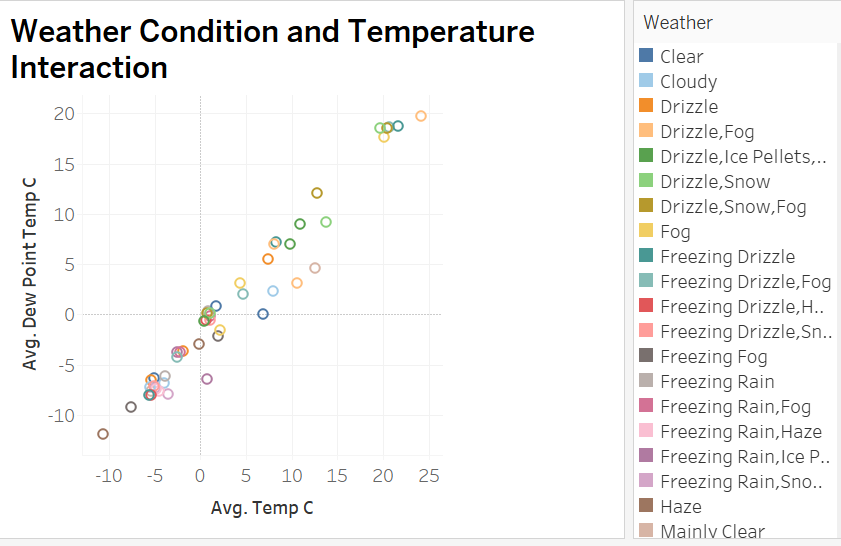 Weather Condition and Temperature
Interaction
Weather
Clear
Cloudy
Drizzle
Drizzle,Fog
Drizzle,Ice Pellets,..
Drizzle,Snow
Drizzle,Snow,Fog
Fog
Freezing Drizzle
Freezing Drizzle,Fog
Freezing Drizzle,H..
Freezing Drizzle,Sn..
Freezing Fog
Freezing Rain
Freezing Rain,Fog
Freezing Rain,Haze
Freezing Rain,Ice P..
Freezing Rain,Sno..
Haze
Mainly Clear
Avg. Dew Point Temp C
20
15
10
5
0
-5
-10
-10 -5 0 5 10 15 20 25
Avg. Temp C